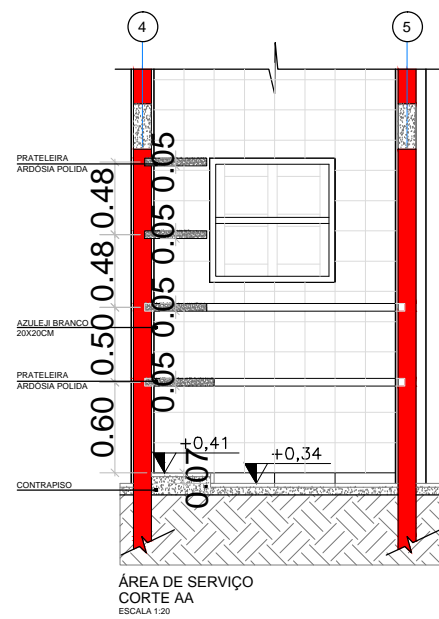 4
5
PRATELEIRA
ARDÓSIA POLIDA
0.05
0.48
0.05
0.48
0.05
AZULEJI BRANCO
20X20CM
0.50
PRATELEIRA
ARDÓSIA POLIDA
0.05
0.60
+0,41
+0,34
0.07
CONTRAPISO
ÁREA DE SERVIÇO
CORTE AA
ESCALA 1:20